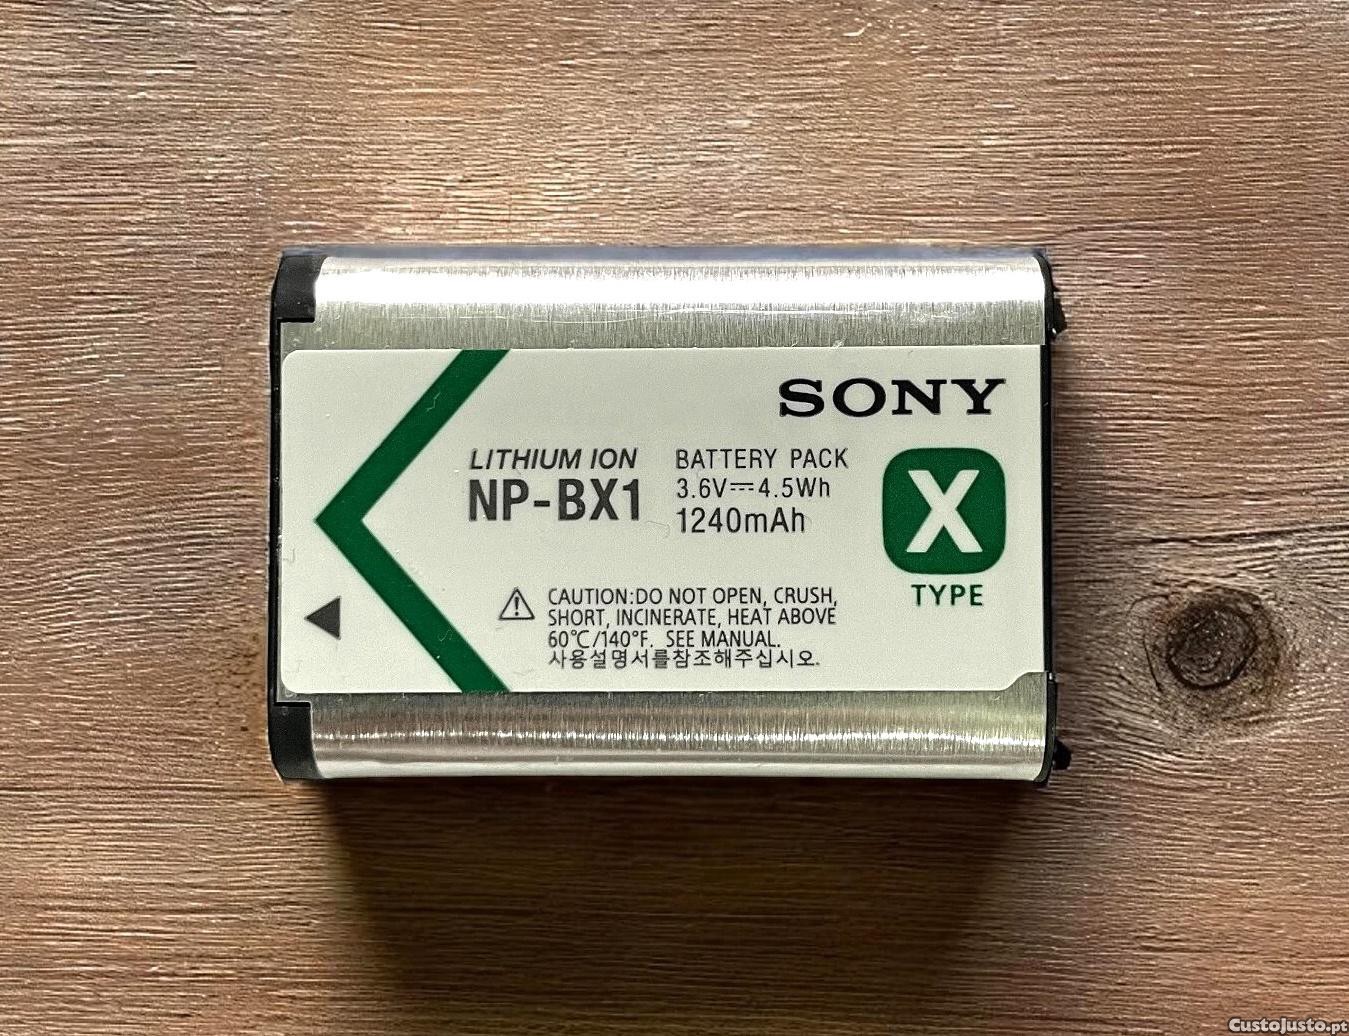 SONY
LITHIUM ION
NP-BX1
BATTERY PACK
3.6V⎓4.5Wh
1240mAh
X
TYPE
CAUTION:DO NOT OPEN, CRUSH,
SHORT, INCINERATE, HEAT ABOVE
60℃/140°F. SEE MANUAL.
사용설명서를참조해주십시오.
CustoJusto.pt